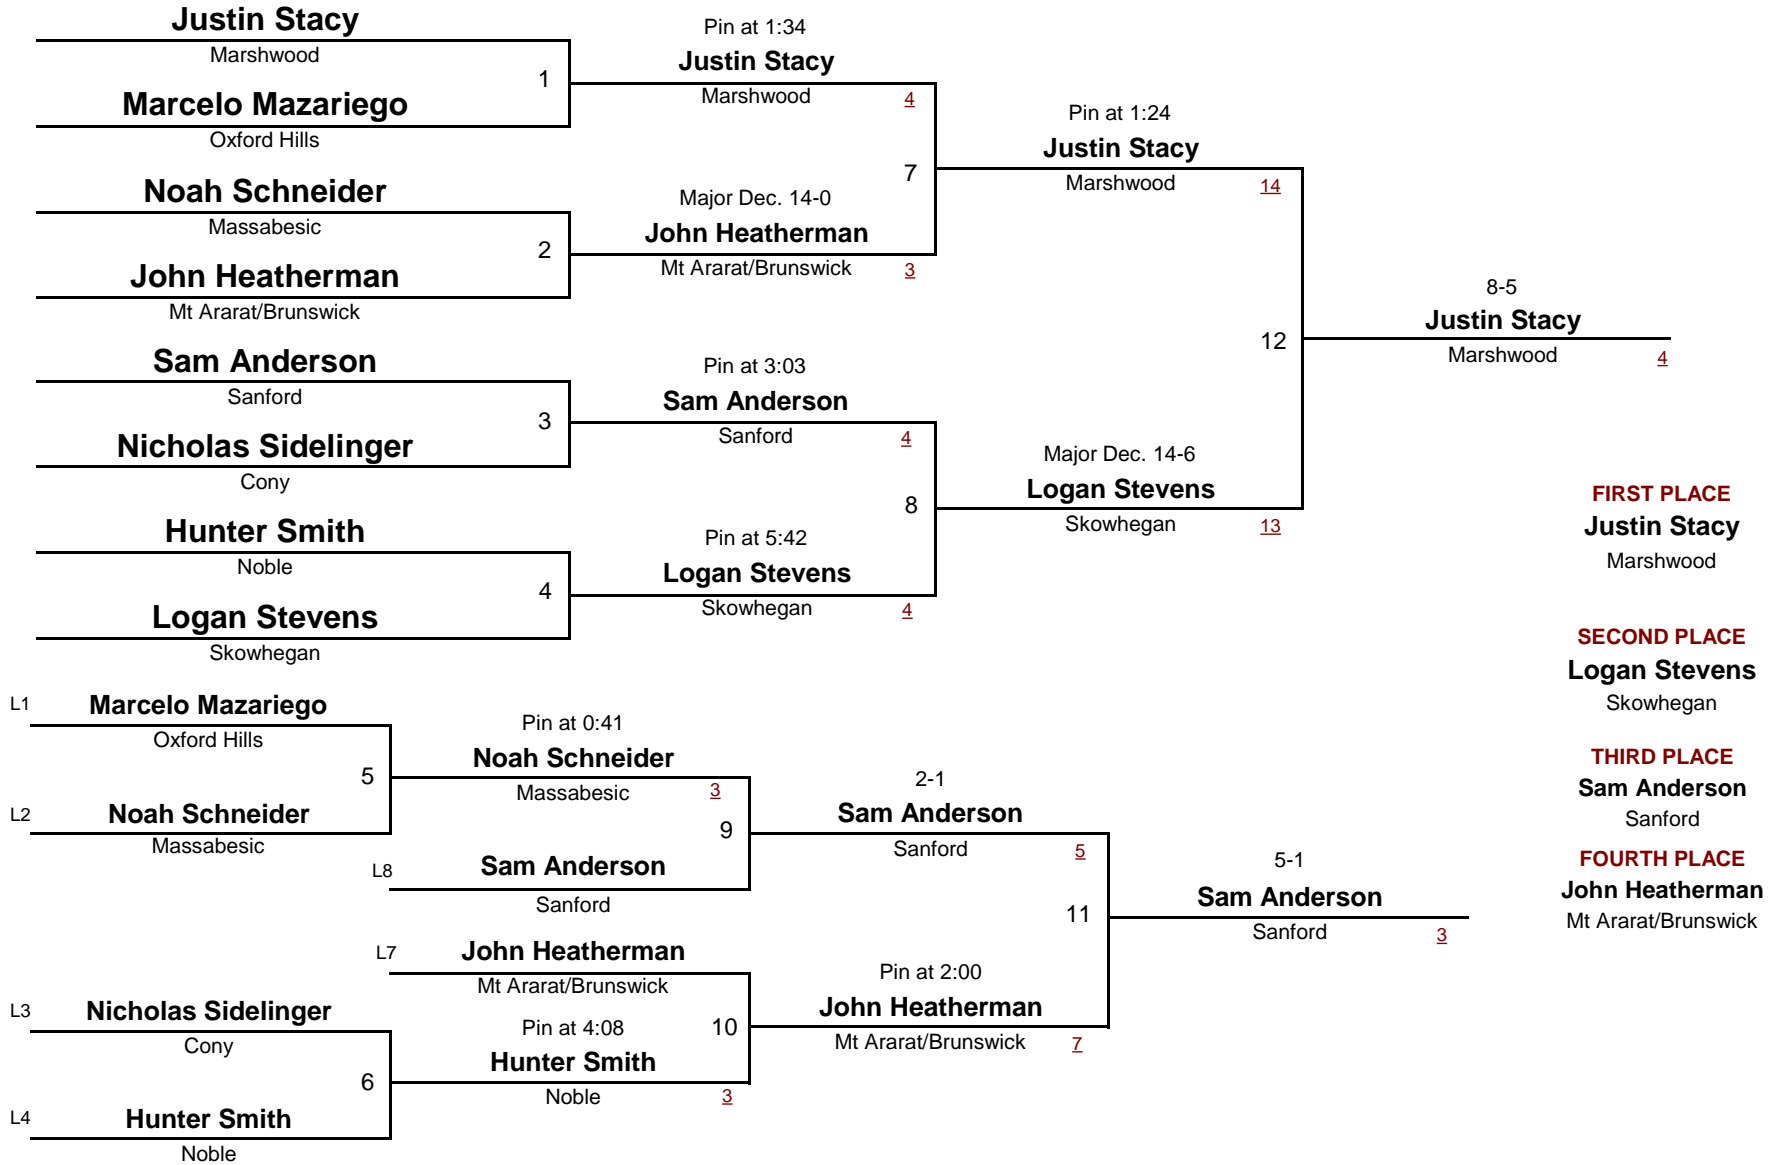 Justin Stacy
Marshwood
1
Marcelo Mazariego
Oxford Hills
Pin at 1:34
Justin Stacy
Marshwood
4
Noah Schneider
Massabesic
2
John Heatherman
Mt Ararat/Brunswick
Major Dec. 14-0
John Heatherman
Mt Ararat/Brunswick
3
7
Pin at 1:24
Justin Stacy
Marshwood
14
Sam Anderson
Sanford
3
Nicholas Sidelinger
Cony
Pin at 3:03
Sam Anderson
Sanford
4
Hunter Smith
Noble
4
Logan Stevens
Skowhegan
Pin at 5:42
Logan Stevens
Skowhegan
4
8
Major Dec. 14-6
Logan Stevens
Skowhegan
13
12
8-5
Justin Stacy
Marshwood
4
FIRST PLACE
Justin Stacy
Marshwood
SECOND PLACE
Logan Stevens
Skowhegan
THIRD PLACE
Sam Anderson
Sanford
FOURTH PLACE
John Heatherman
Mt Ararat/Brunswick
L1
Marcelo Mazariego
Oxford Hills
5
L2
Noah Schneider
Massabesic
Pin at 0:41
Noah Schneider
Massabesic
3
9
L8
Sam Anderson
Sanford
2-1
Sam Anderson
Sanford
5
L7
John Heatherman
Mt Ararat/Brunswick
L3
Nicholas Sidelinger
Cony
6
L4
Hunter Smith
Noble
Pin at 4:08
Hunter Smith
Noble
3
10
Pin at 2:00
John Heatherman
Mt Ararat/Brunswick
7
11
5-1
Sam Anderson
Sanford
3